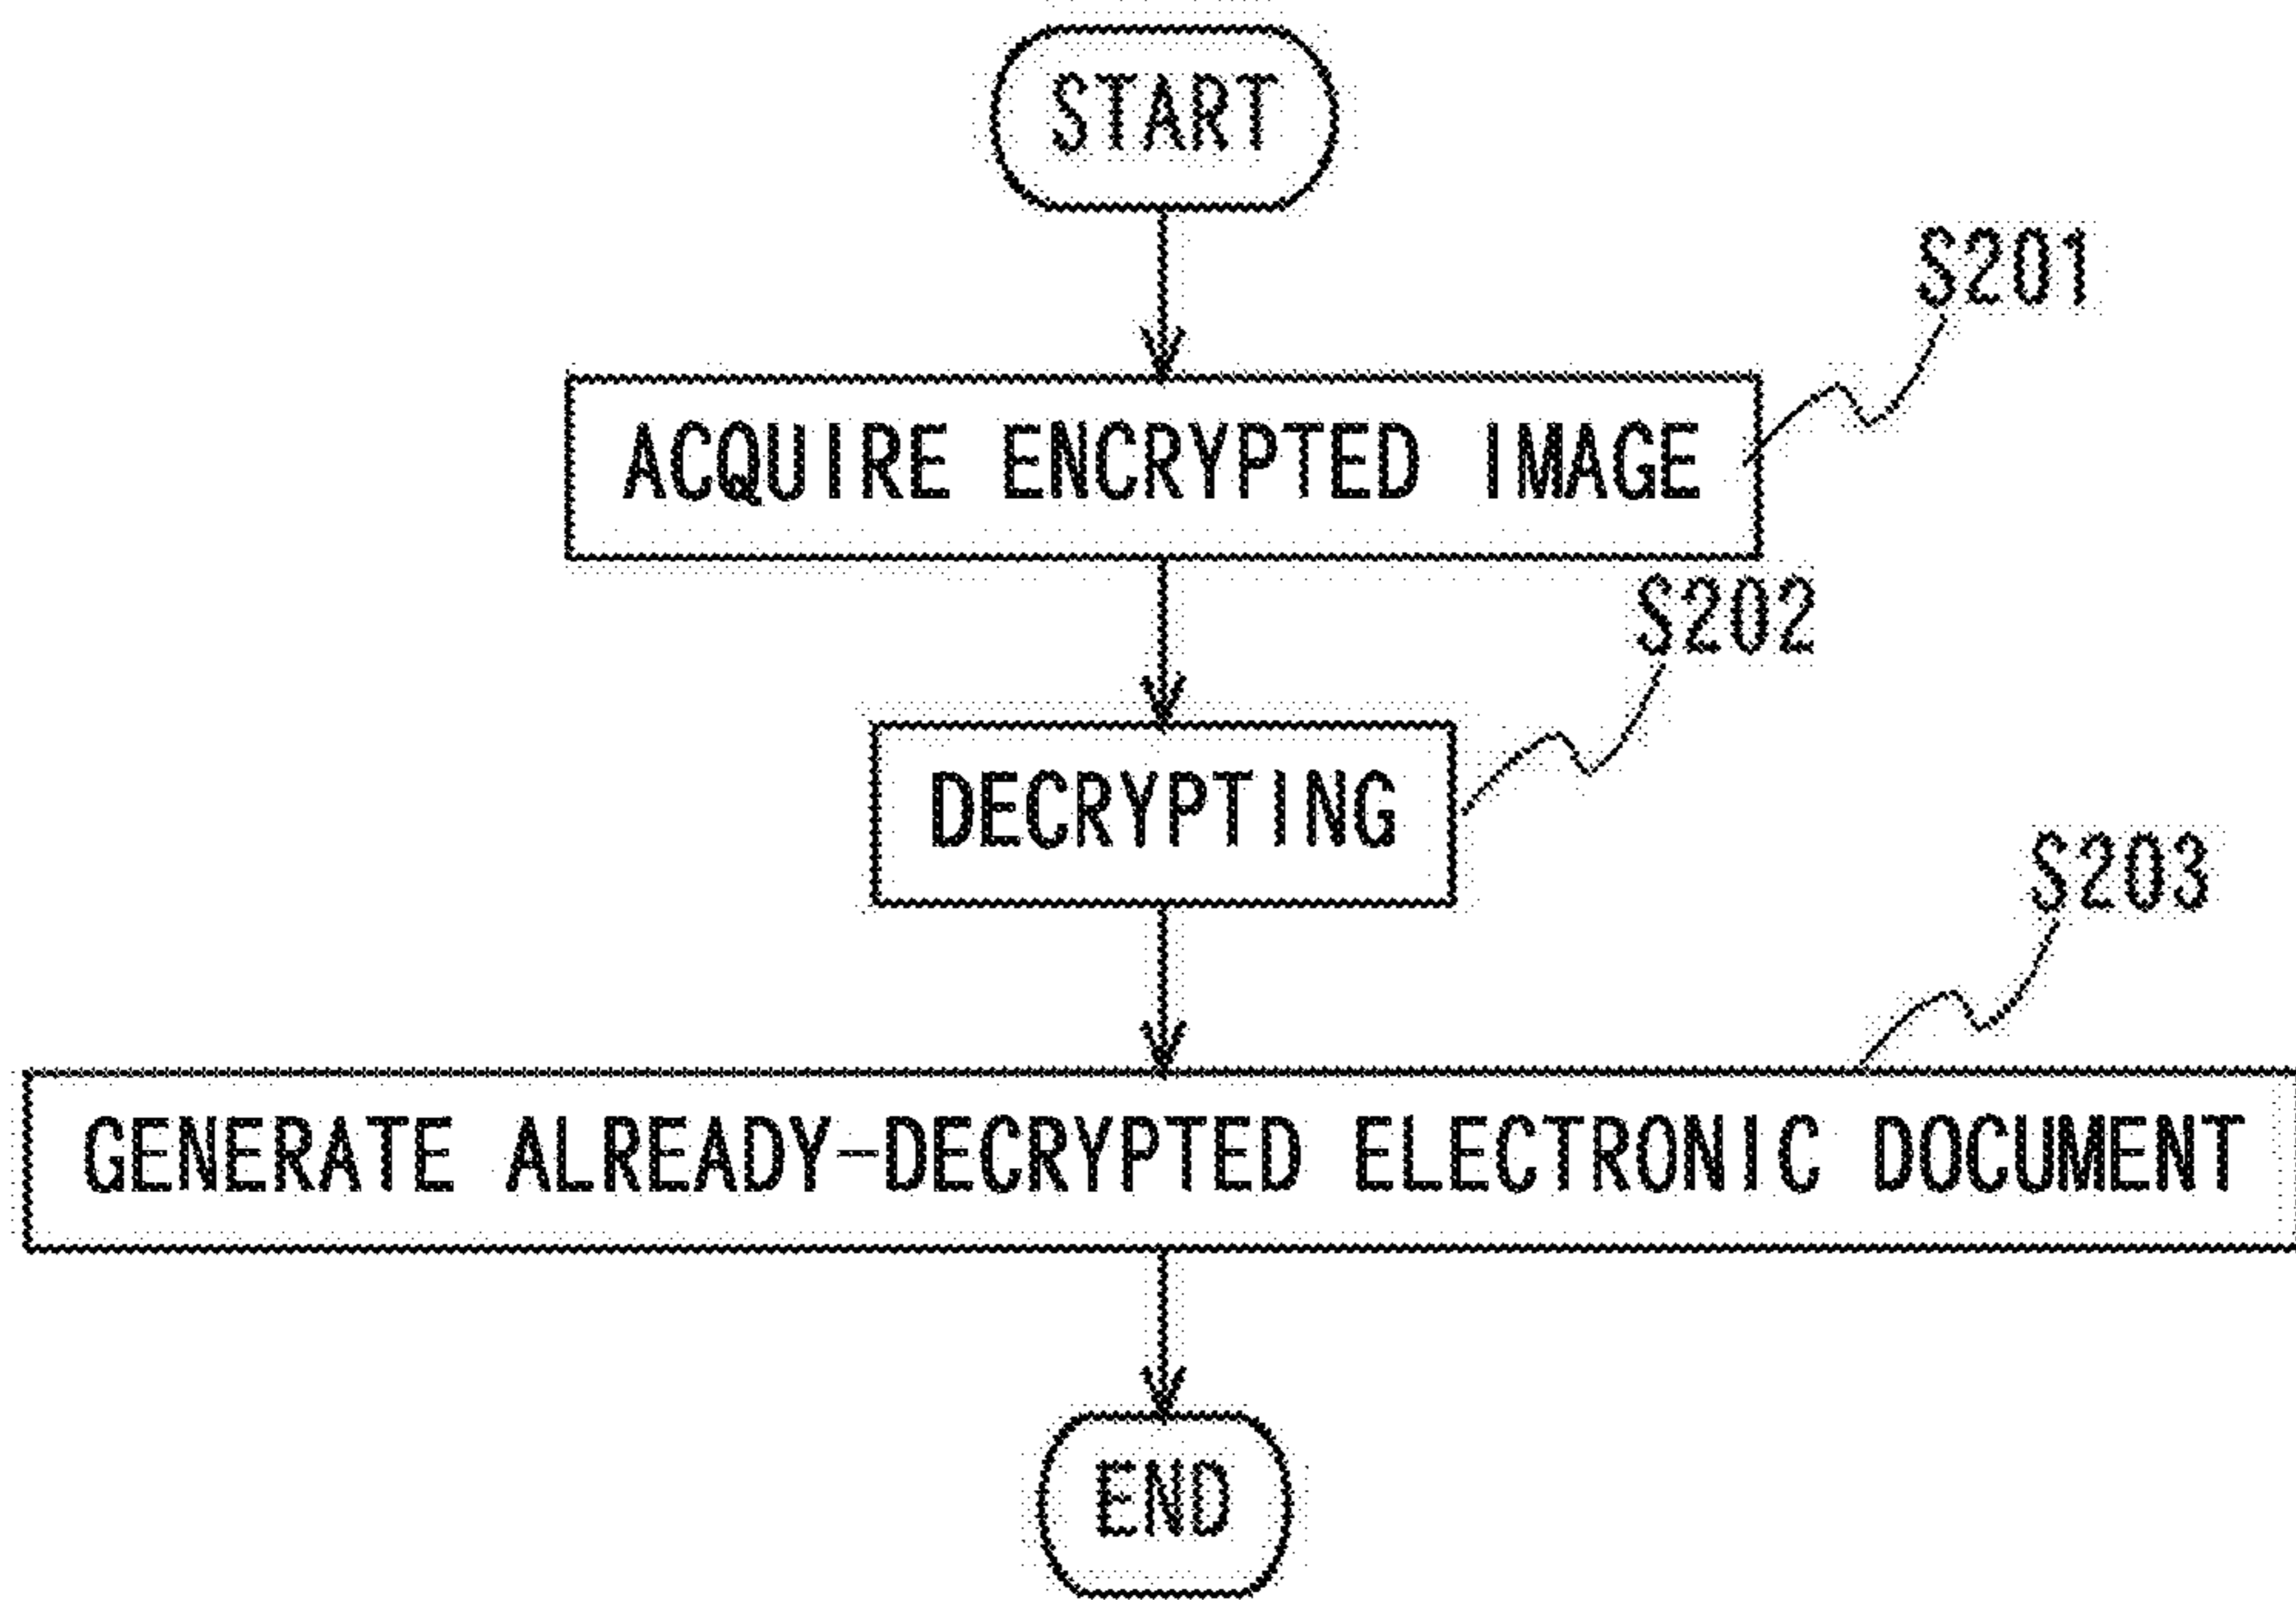 START
S201
ACQUIRE ENCRYPTED IMAGE
S202
DECRYPTING
S203
GENERATE ALREADY-DECRYPTED ELECTRONIC DOCUMENT
END